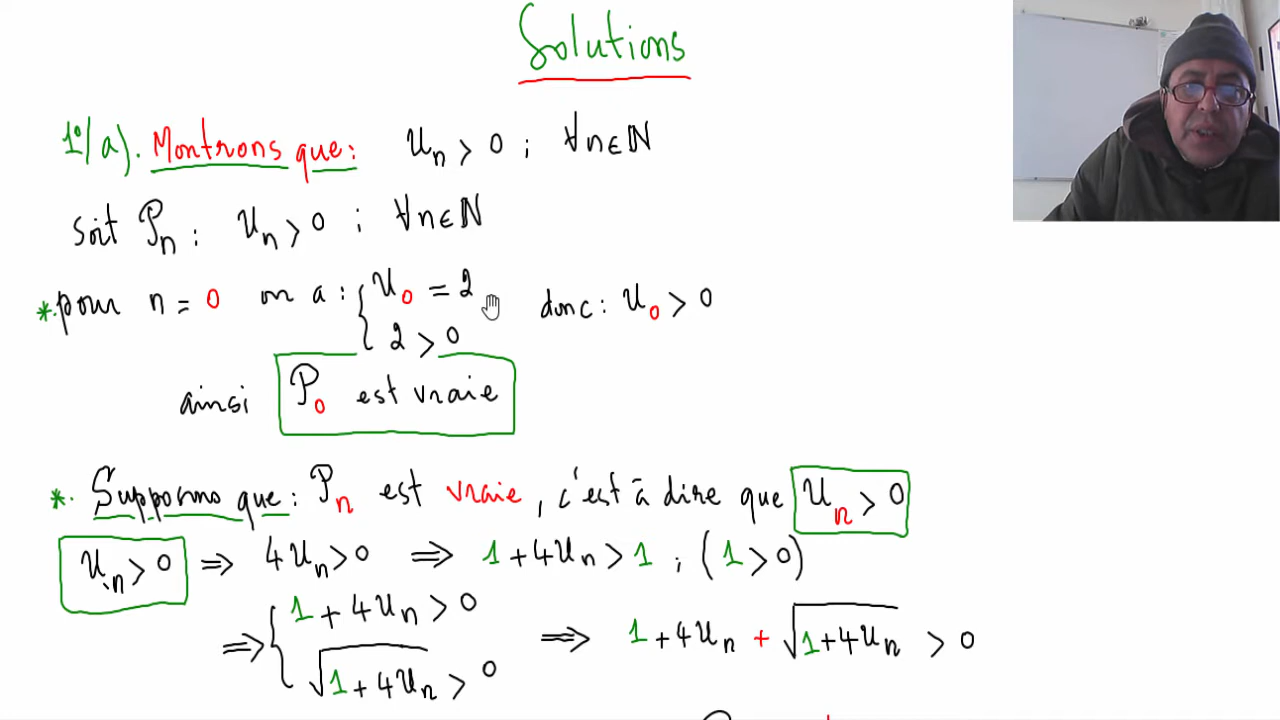 Solutions
1°/a). Montrons que: Un > 0 ; ∀n∈ℕ
soit Pn : Un > 0 ; ∀n∈ℕ
*. pour n = 0 on a : { U0 = 2 donc : U0 > 0
2 > 0
ainsi P0 est vraie
*. Supposons que : Pn est vraie, c'est à dire que Un > 0
Un > 0 ⟹ 4Un > 0 ⟹ 1 + 4Un > 1 ; (1 > 0)
⟹ { 1 + 4Un > 0
√(1 + 4Un) > 0 ⟹ 1 + 4Un + √(1 + 4Un) > 0